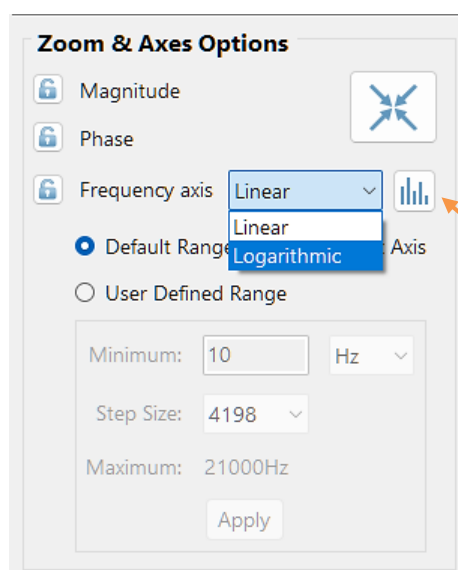 Zoom & Axes Options
Magnitude
Phase
Frequency axis Linear
Linear
Logarithmic
Default Range Axis
User Defined Range
Minimum: 10 Hz
Step Size: 4198
Maximum: 21000Hz
Apply